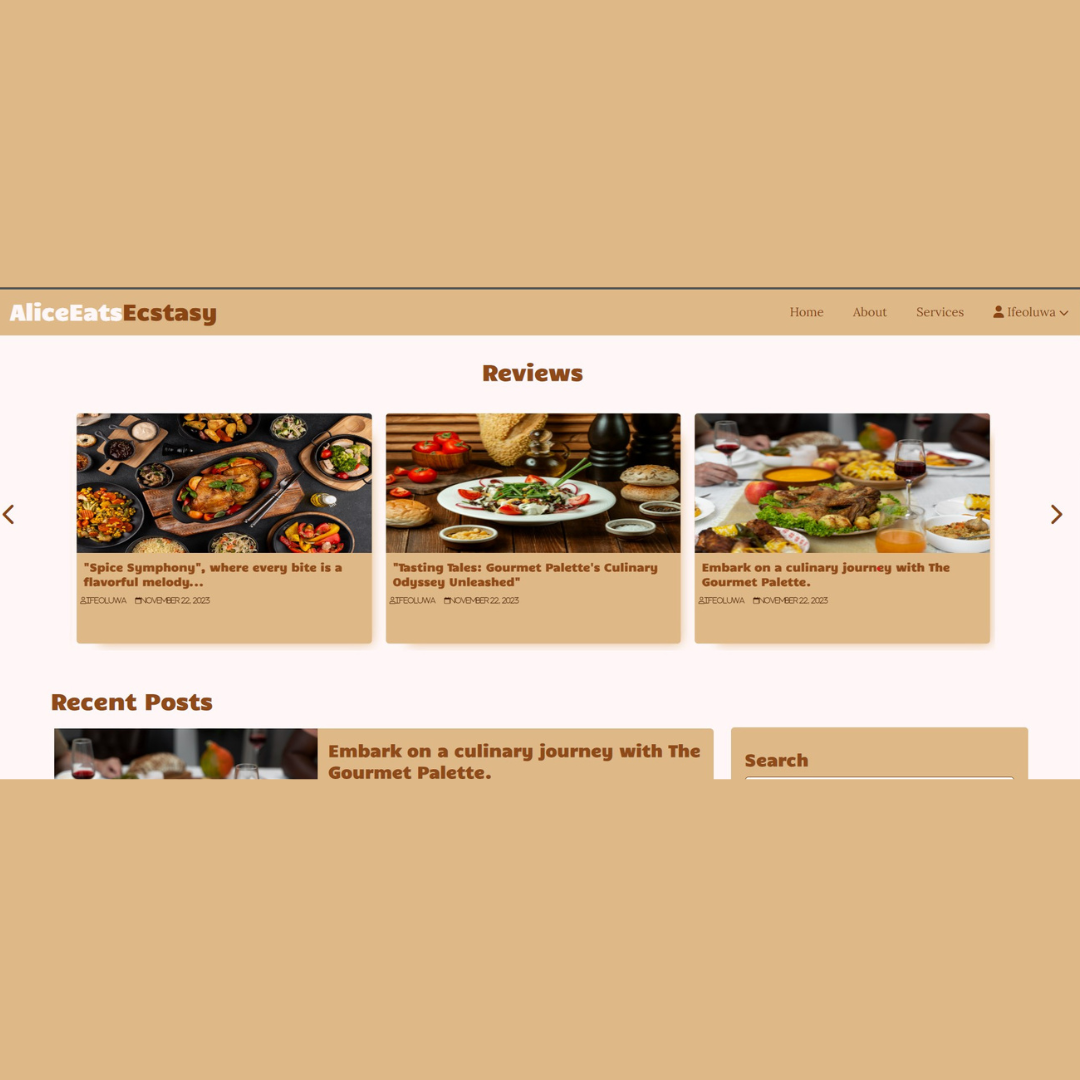 AliceEatsEcstasy
Home About Services Ifeoluwa
Reviews
"Spice Symphony", where every bite is a
flavorful melody...
IFEOLUWA NOVEMBER 22, 2023
"Tasting Tales: Gourmet Palette's Culinary
Odyssey Unleashed"
IFEOLUWA NOVEMBER 22, 2023
Embark on a culinary journey with The
Gourmet Palette.
IFEOLUWA NOVEMBER 22, 2023
Recent Posts
Embark on a culinary journey with The
Gourmet Palette.
Search